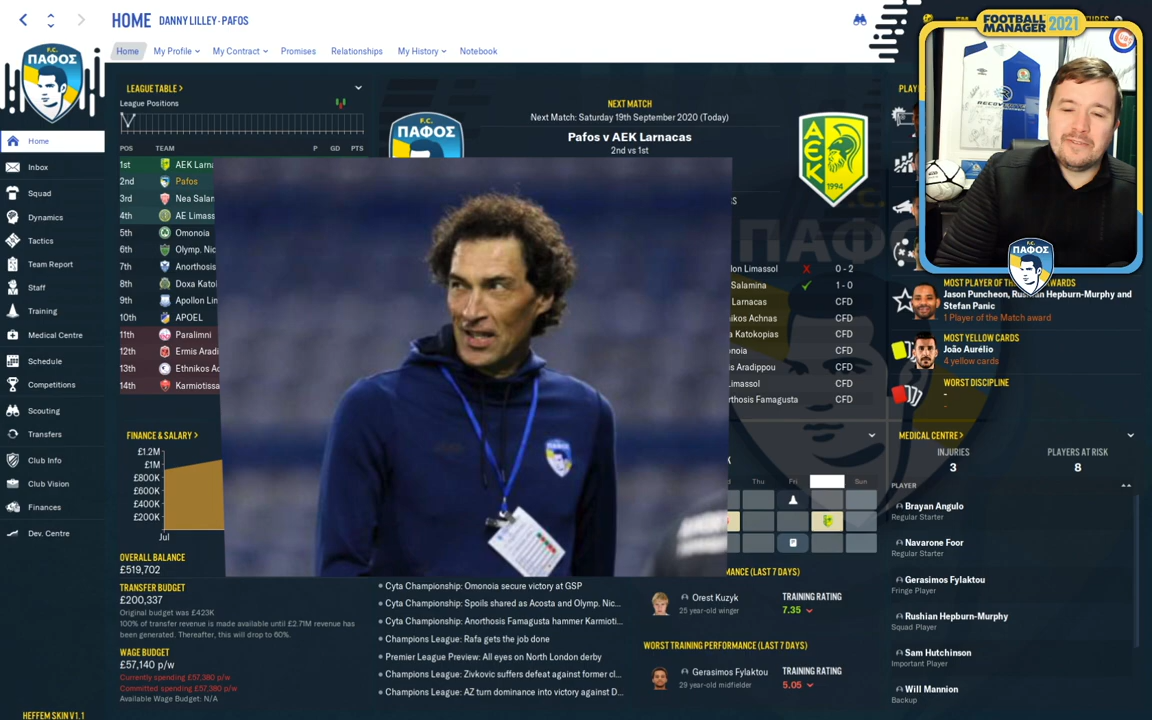 HOME DANNY LILLEY - PAFOS
Home My Profile My Contract Promises Relationships My History Notebook
FOOTBALL
MANAGER 2021
F.C.
ΠΑΦΟΣ
Home
Inbox
Squad
Dynamics
Tactics
Team Report
Staff
Training
Medical Centre
Schedule
Competitions
Scouting
Transfers
Club Info
Club Vision
Finances
Dev. Centre
HEFFEM SKIN V1.1
LEAGUE TABLE >
League Positions
POS TEAM P GD PTS
1st AEK Larna
2nd Pafos
3rd Nea Salan
4th AE Limass
5th Omonoia
6th Olymp. Nic
7th Anorthosis
8th Doxa Katol
9th Apollon Lim
10th APOEL
11th Paralimni
12th Ermis Aradi
13th Ethnikos Ac
14th Karmiotissa
FINANCE & SALARY >
£1.2M
£1M
£800K
£600K
£400K
£200K
Jul
OVERALL BALANCE
£519,702
TRANSFER BUDGET
£200,337
Original budget was £423K
100% of transfer revenue is made available until £2.71M revenue has
been generated. Thereafter, this will drop to 60%.
WAGE BUDGET
£57,140 p/w
Currently spending £57,380 p/w
Committed spending £57,380 p/w
Available Wage Budget: N/A
NEXT MATCH
Next Match: Saturday 19th September 2020 (Today)
Pafos v AEK Larnacas
2nd vs 1st
F.C.
ΠΑΦΟΣ
ΑΕΚ
1994
llon Limassol X 0 - 2
Salamina 1 - 0
Larnacas CFD
ikos Achnas CFD
a Katokopias CFD
onoia CFD
is Aradippou CFD
imassol CFD
rthosis Famagusta CFD
Thu Fri Sun
Cyta Championship: Omonoia secure victory at GSP
Cyta Championship: Spoils shared as Acosta and Olymp. Nic...
Cyta Championship: Anorthosis Famagusta hammer Karmioti...
Champions League: Rafa gets the job done
Premier League Preview: All eyes on North London derby
Champions League: Zivkovic suffers defeat against former cl...
Champions League: AZ turn dominance into victory against D...
MANCE (LAST 7 DAYS)
Orest Kuzyk
25 year-old winger
TRAINING RATING
7.35
WORST TRAINING PERFORMANCE (LAST 7 DAYS)
Gerasimos Fylaktou
29 year-old midfielder
TRAINING RATING
5.05
MOST PLAYER OF TH AWARDS
Jason Puncheon, Rushian Hepburn-Murphy and
Stefan Panic
1 Player of the Match award
MOST YELLOW CARDS
João Aurélio
4 yellow cards
WORST DISCIPLINE
-
-
MEDICAL CENTRE >
INJURIES PLAYERS AT RISK
3 8
PLAYER
Brayan Angulo
Regular Starter
Navarone Foor
Regular Starter
Gerasimos Fylaktou
Fringe Player
Rushian Hepburn-Murphy
Squad Player
Sam Hutchinson
Important Player
Will Mannion
Backup